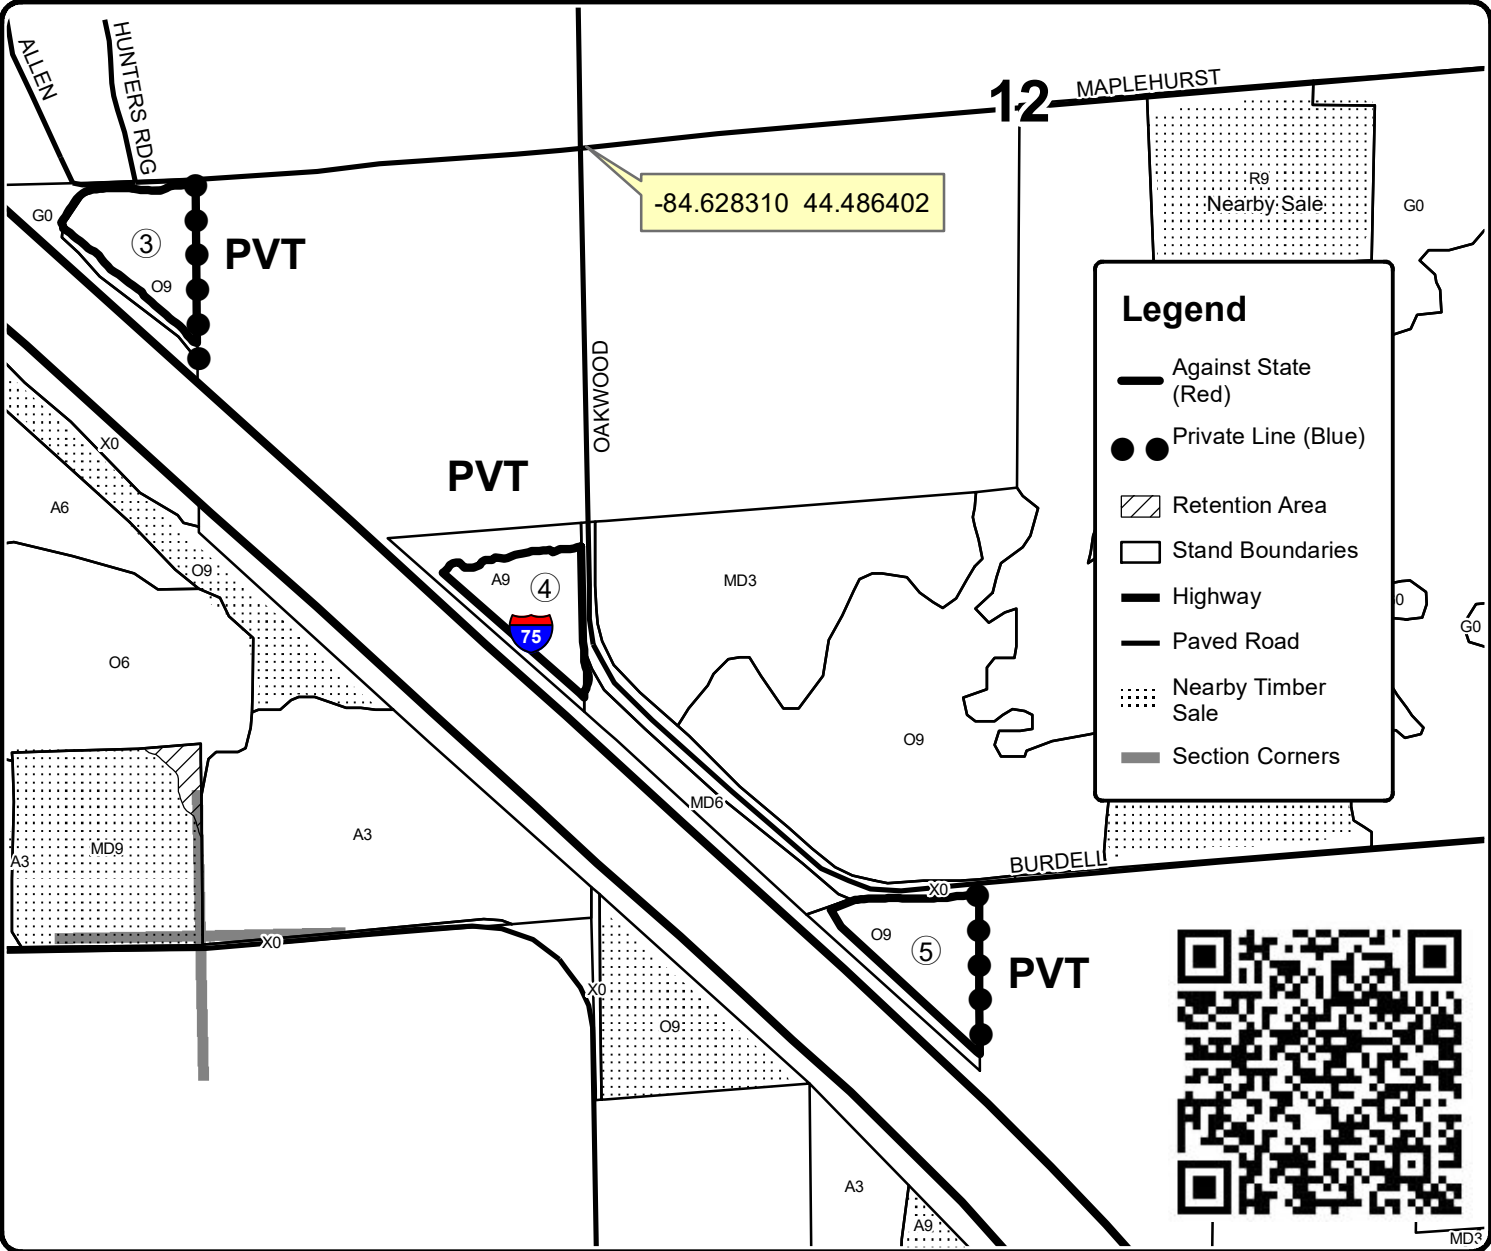 ALLEN
HUNTERS RDG
12
MAPLEHURST
-84.628310 44.486402
R9
Nearby Sale
G0
G0
3
O9
PVT
OAKWOOD
X0
A6
O9
O6
PVT
A9
4
75
MD3
O9
G0
MD6
MD9
A3
A3
X0
X0
O9
BURDELL
X0
O9
5
PVT
A3
A9
MD3
Legend
Against State
(Red)
Private Line (Blue)
Retention Area
Stand Boundaries
Highway
Paved Road
Nearby Timber
Sale
Section Corners